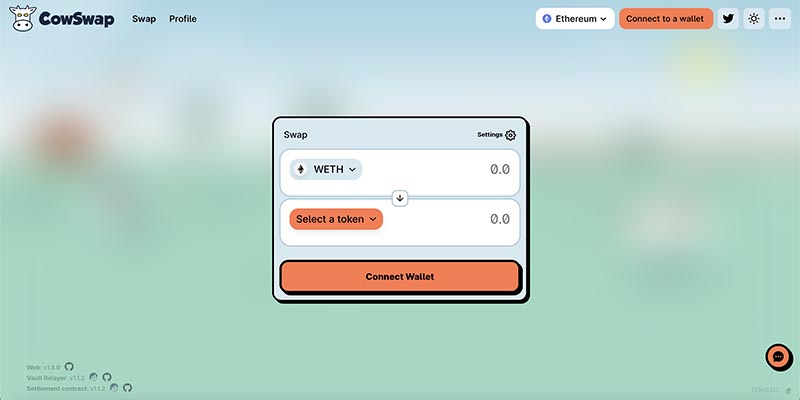 CowSwap Swap Profile Ethereum Connect to a wallet
Swap Settings
WETH 0.0
Select a token 0.0
Connect Wallet
Web: v1.8.0
Vault Relayer: v1.1.2
Settlement contract: v1.1.2